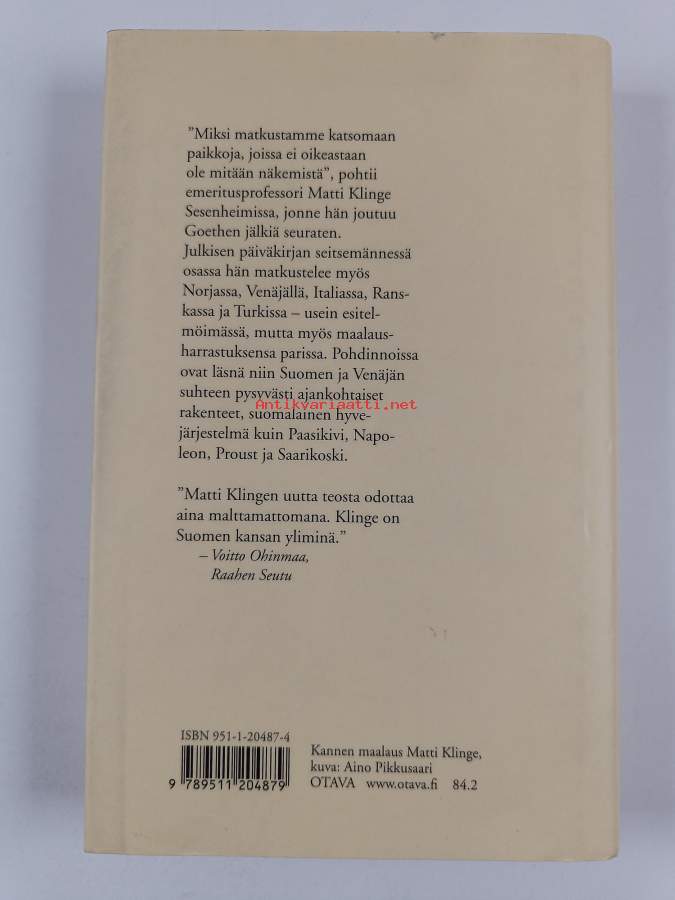 ”Miksi matkustamme katsomaan
paikkoja, joissa ei oikeastaan
ole mitään näkemistä”, pohtii
emeritusprofessori Matti Klinge
Sesenheimissa, jonne hän joutuu
Goethen jälkiä seuraten.
Julkisen päiväkirjan seitsemännessä
osassa hän matkustelee myös
Norjassa, Venäjällä, Italiassa, Rans-
kassa ja Turkissa – usein esitel-
möimässä, mutta myös maalaus-
harrastuksensa parissa. Pohdinnoissa
ovat läsnä niin Suomen ja Venäjän
suhteen pysyvästi ajankohtaiset
Antikvariaatti.net
rakenteet, suomalainen hyve-
järjestelmä kuin Paasikivi, Napo-
leon, Proust ja Saarikoski.
”Matti Klingen uutta teosta odottaa
aina malttamattomana. Klinge on
Suomen kansan yliminä.”
– Voitto Ohinmaa,
Raahen Seutu
ISBN 951-1-20487-4
9 789511 204879
Kannen maalaus Matti Klinge,
kuva: Aino Pikkusaari
OTAVA www.otava.fi 84.2